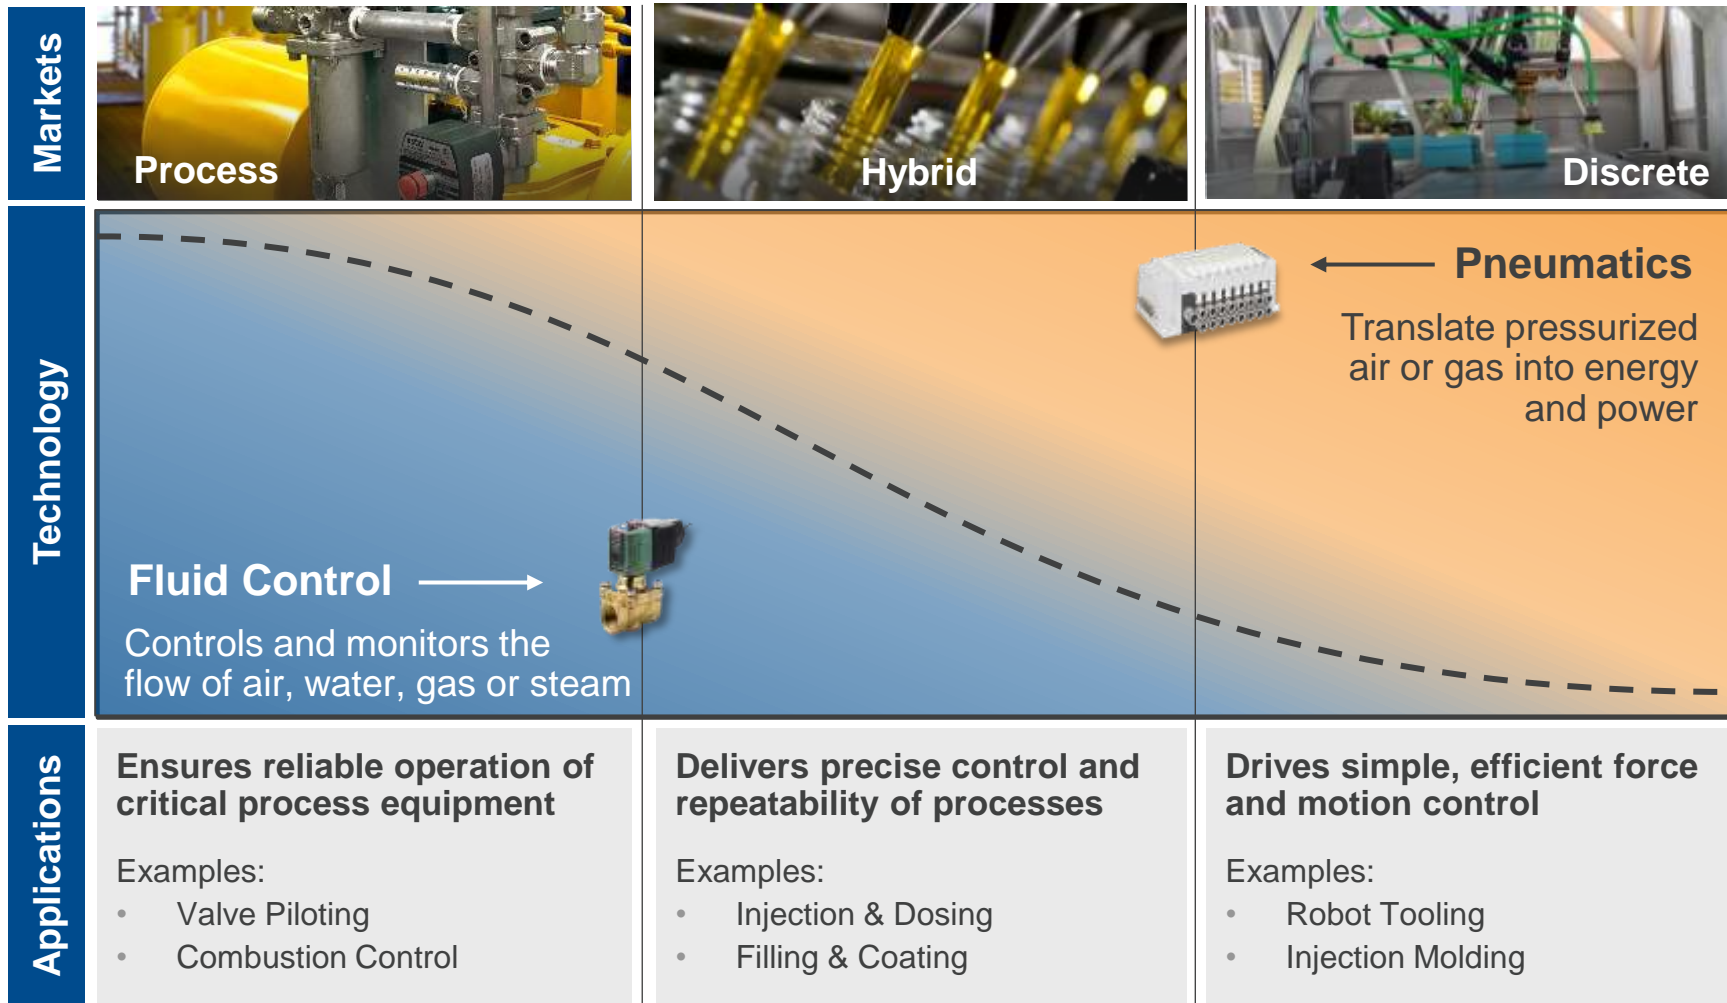 Markets
Process
Hybrid
Discrete
Technology
Pneumatics
Translate pressurized
air or gas into energy
and power
Fluid Control
Controls and monitors the
flow of air, water, gas or steam
Applications
Ensures reliable operation of
critical process equipment
Examples:
• Valve Piloting
• Combustion Control
Delivers precise control and
repeatability of processes
Examples:
• Injection & Dosing
• Filling & Coating
Drives simple, efficient force
and motion control
Examples:
• Robot Tooling
• Injection Molding